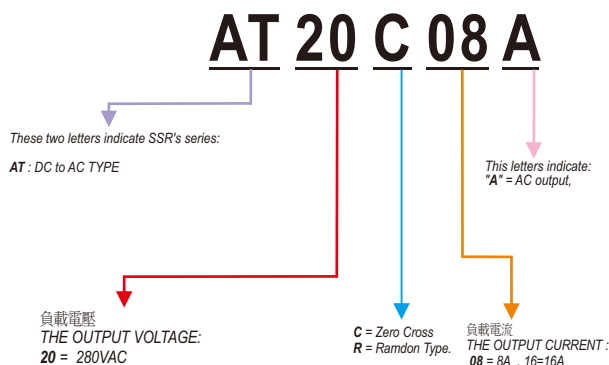 AT 20 C 08 A
These two letters indicate SSR's series:
AT : DC to AC TYPE
This letters indicate:
"A" = AC output,
負載電壓
THE OUTPUT VOLTAGE:
20 = 280VAC
C = Zero Cross
R = Ramdon Type.
負載電流
THE OUTPUT CURRENT :
08 = 8A , 16=16A